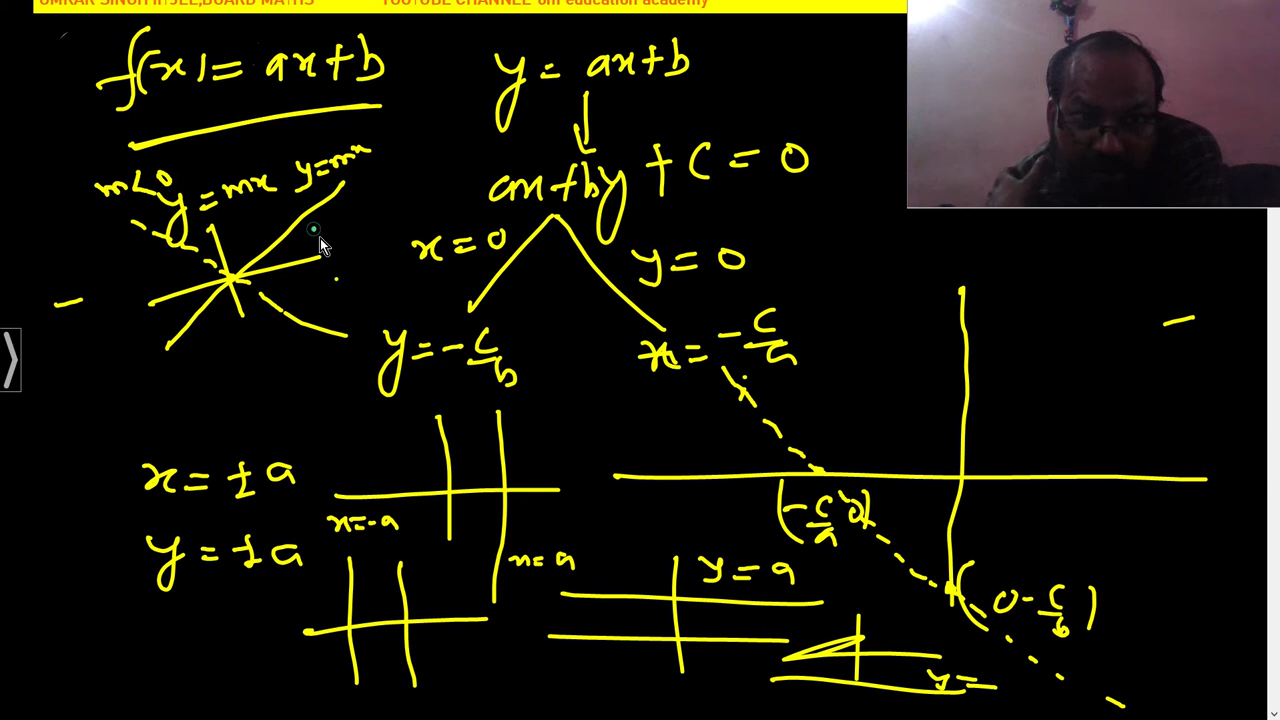 OMKAR SINGH IITJEE,BOARD MATHS YOUTUBE CHANNEL om education academy
f(x) = ax+b
y = ax+b
ax+by + c = 0
m<0
y = mx
y=mx
x = 0
y = 0
y = -c/b
x = -c/a
x = ±a
y = ±a
x=-a
x=a
(-c/a, 0)
y = a
(0 -c/b)
y =